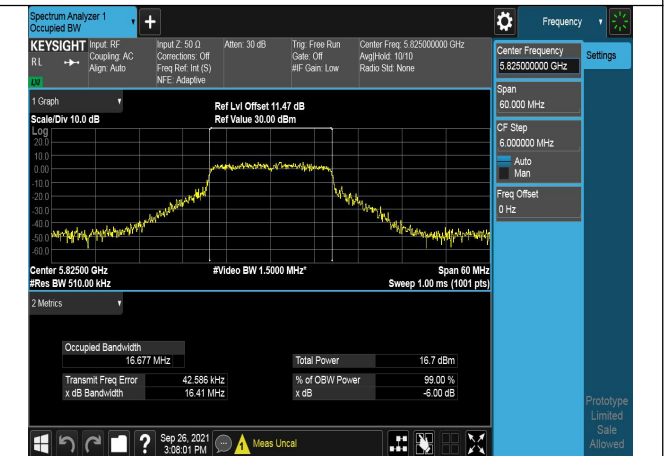 Spectrum Analyzer 1
Occupied BW
+
Frequency
KEYSIGHT
RL
LXI
Input: RF
Coupling: AC
Align: Auto
Input Z: 50 Ω
Corrections: Off
Freq Ref: Int (S)
NFE: Adaptive
Atten: 30 dB
Trig: Free Run
Gate: Off
#IF Gain: Low
Center Freq: 5.825000000 GHz
Avg|Hold: 10/10
Radio Std: None
Center Frequency
5.825000000 GHz
Settings
Span
60.000 MHz
CF Step
6.000000 MHz
Auto
Man
Freq Offset
0 Hz
1 Graph
Scale/Div 10.0 dB
Ref Lvl Offset 11.47 dB
Ref Value 30.00 dBm
Log
20.0
10.0
0.00
-10.0
-20.0
-30.0
-40.0
-50.0
-60.0
Center 5.82500 GHz
#Video BW 1.5000 MHz*
Span 60 MHz
#Res BW 510.00 kHz
Sweep 1.00 ms (1001 pts)
2 Metrics
Occupied Bandwidth
16.677 MHz
Total Power 16.7 dBm
Transmit Freq Error 42.586 kHz
% of OBW Power 99.00 %
x dB Bandwidth 16.41 MHz
x dB -6.00 dB
Prototype
Limited
Sale
Allowed
?
Sep 26, 2021
3:08:01 PM
Meas Uncal